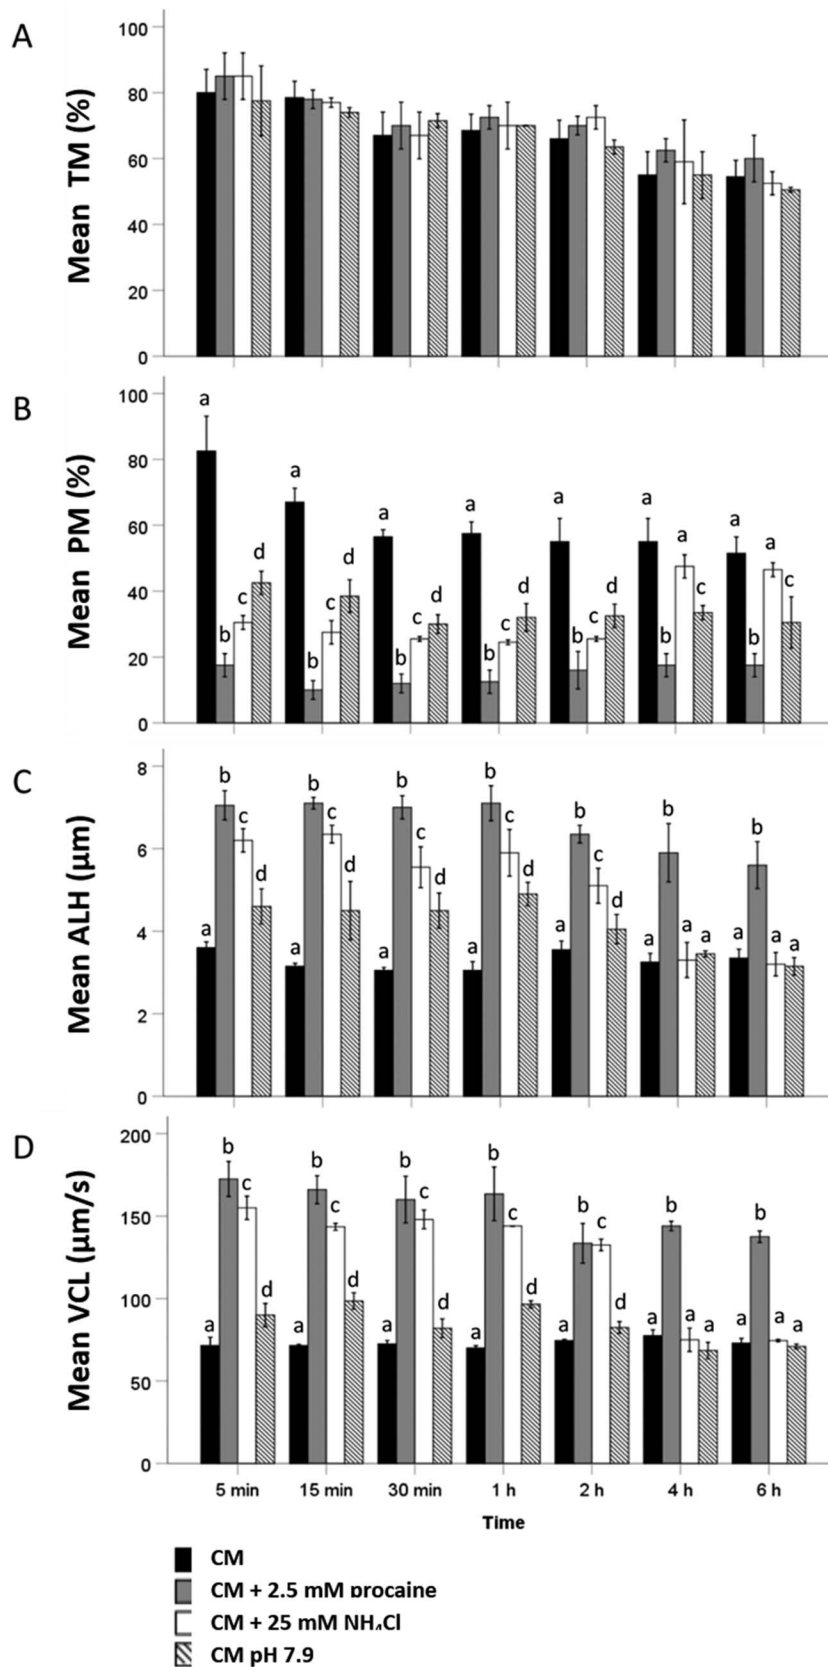 A
Mean TM (%)
100
80
60
40
20
0
B
Mean PM (%)
100
80
60
40
20
0
a
b
c
d
a
b
c
d
a
b
c
d
a
b
c
d
a
b
c
d
a
b
a
c
a
b
a
c
C
Mean ALH (μm)
8
6
4
2
0
a
b
c
d
a
b
c
d
a
b
c
d
a
b
c
d
a
b
c
d
a
b
a
a
a
b
a
a
D
Mean VCL (μm/s)
200
150
100
50
0
a
b
c
d
a
b
c
d
a
b
c
d
a
b
c
d
a
b
c
d
a
b
a
a
a
b
a
a
5 min 15 min 30 min 1 h 2 h 4 h 6 h
Time
CM
CM + 2.5 mM procaine
CM + 25 mM NH₄Cl
CM pH 7.9